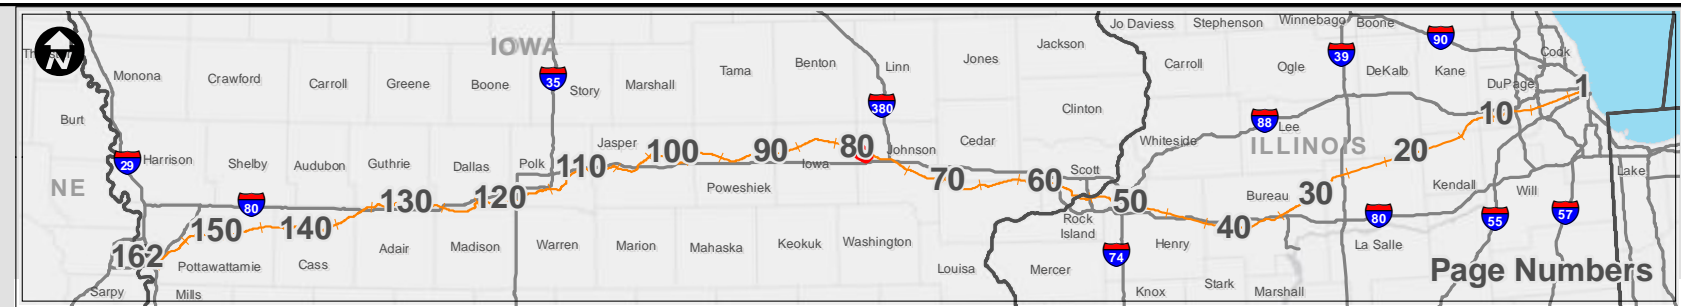 Jo Daviess Stephenson Winnebago Boone
IOWA
90
Th
N
Jackson
39
Cook
Monona
Crawford
Carroll
Greene
Boone
35
Story
Marshall
Tama
Benton
Linn
Jones
Carroll
Ogle
DeKalb
Kane
DuPage
1
380
Clinton
10
Burt
88
Lee
Whiteside
ILLINOIS
20
29
Harrison
Shelby
Audubon
Guthrie
Dallas
Polk
Jasper
110
100
90
Iowa
80
Johnson
Cedar
Scott
Lake
NE
80
130
120
Poweshiek
70
60
50
Bureau
30
Kendall
Will
162
150
140
Adair
Madison
Warren
Marion
Mahaska
Keokuk
Washington
Rock
Island
Henry
40
80
La Salle
55
57
Pottawattamie
Cass
Louisa
Mercer
74
Stark
Page Numbers
Sarpy
Mills
Knox
Marshall